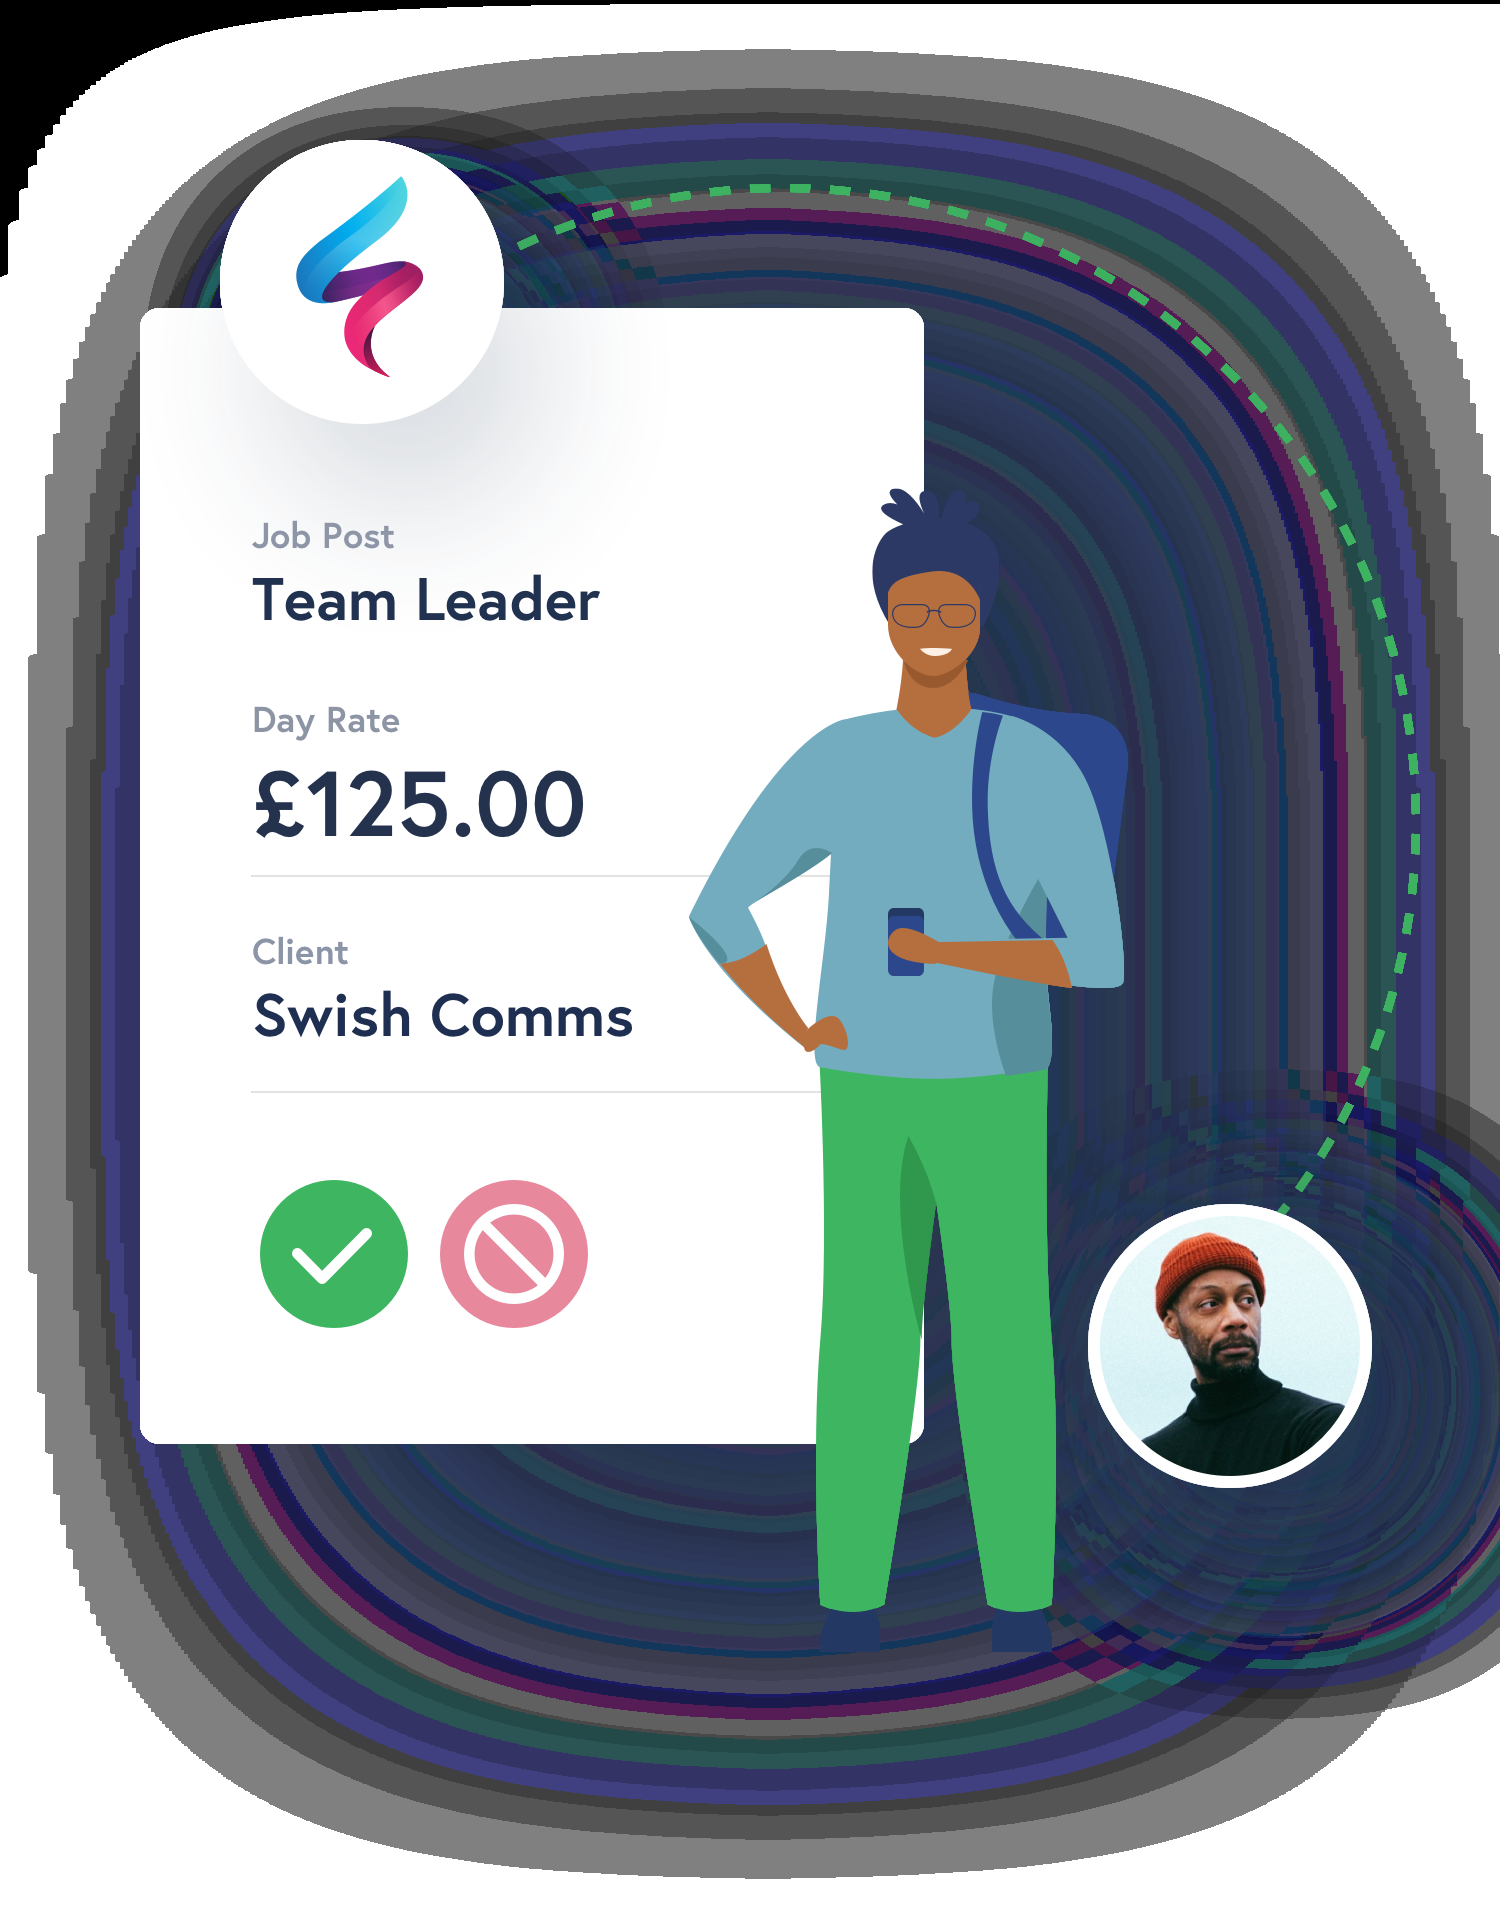 Job Post
Team Leader
Day Rate
£125.00
Client
Swish Comms